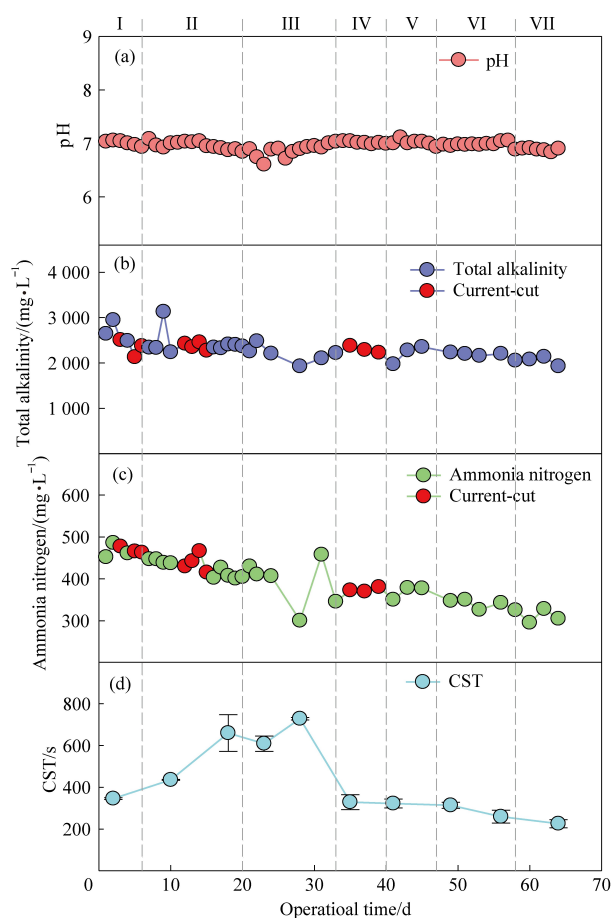 I II III IV V VI VII
9
(a)
pH
8
pH
7
6
(b)
4 000
Total alkalinity
Current-cut
3 000
Total alkalinity/(mg•L⁻¹)
2 000
1 000
(c)
Ammonia nitrogen
600
Current-cut
500
Ammonia nitrogen/(mg•L⁻¹)
400
300
(d)
CST
800
600
CST/s
400
200
0 10 20 30 40 50 60 70
Operatioal time/d